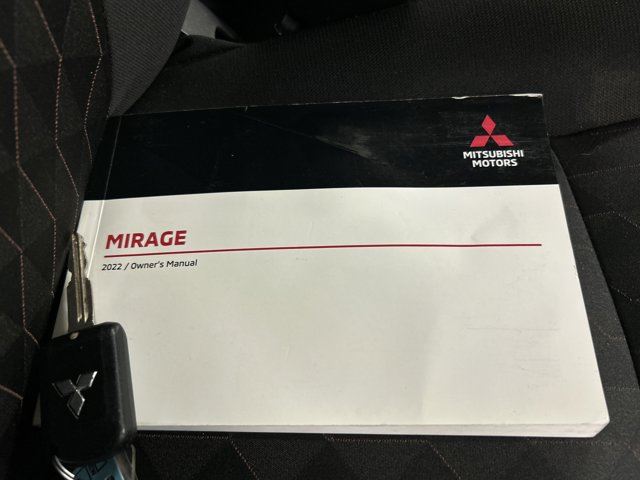 MITSUBISHI
MOTORS
MIRAGE
2022 / Owner's Manual